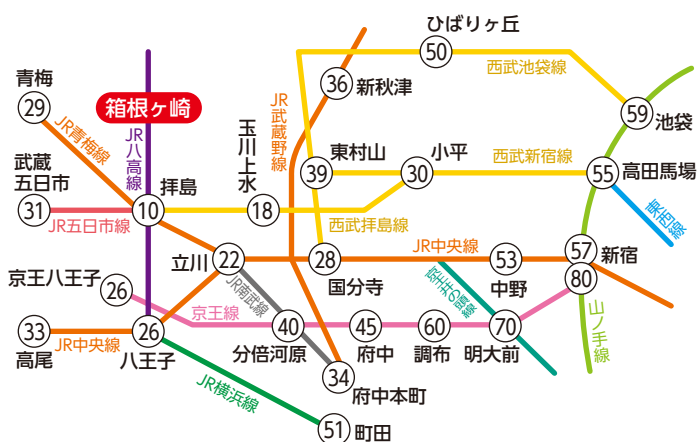 ひばりヶ丘
50
西武池袋線
青梅
29
36
新秋津
59
池袋
箱根ヶ崎
JR青梅線
JR八高線
JR武蔵野線
玉川上水
東村山
39
小平
30
西武新宿線
55
高田馬場
武蔵
五日市
31
JR五日市線
拝島
10
18
西武拝島線
東西線
立川
22
28
国分寺
JR中央線
53
中野
57
新宿
80
京王八王子
26
京王線
JR南武線
京王井の頭線
山ノ手線
33
高尾
JR中央線
26
八王子
40
分倍河原
45
府中
60
調布
70
明大前
34
府中本町
JR横浜線
51
町田